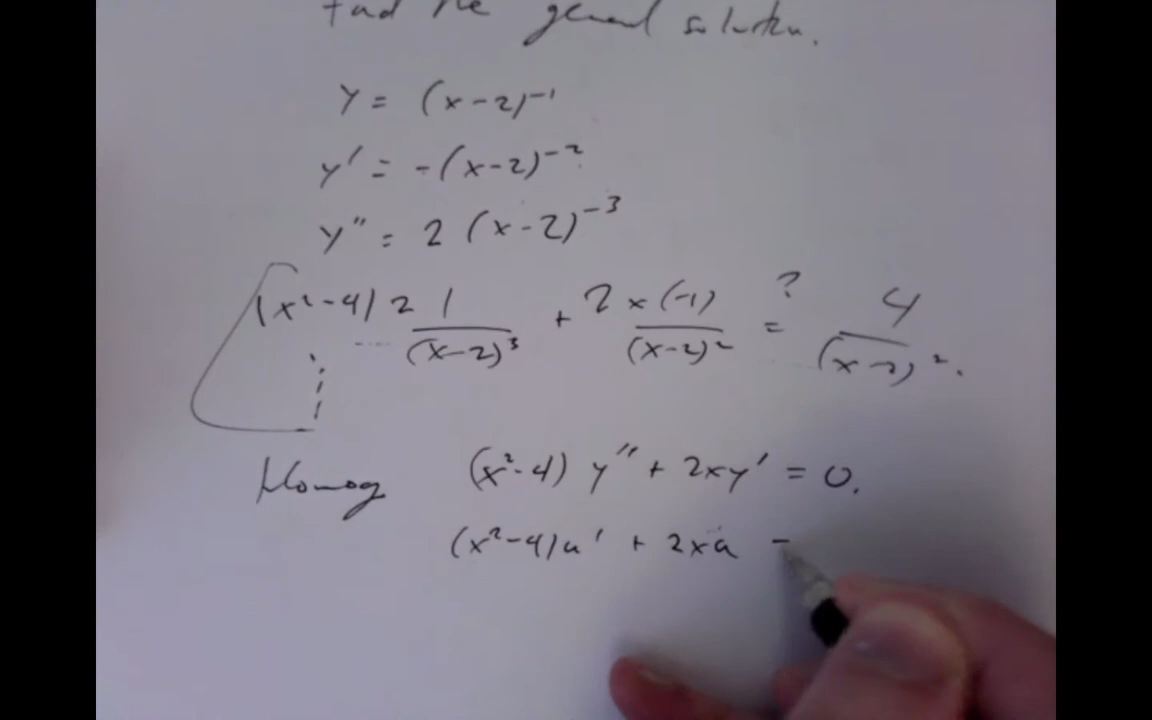 Find the general solution.
y = (x-2)⁻¹
y' = -(x-2)⁻²
y'' = 2 (x-2)⁻³
(x²-4) 2 1/(x-2)³ + 2x(-1)/(x-2)² =? 4/(x-2)².
Homog (x²-4) y'' + 2xy' = 0.
(x²-4)u' + 2xu =